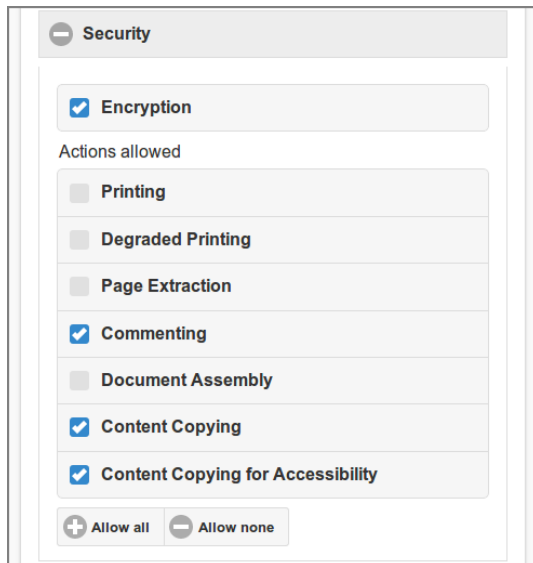 Security
Encryption
Actions allowed
Printing
Degraded Printing
Page Extraction
Commenting
Document Assembly
Content Copying
Content Copying for Accessibility
Allow all Allow none